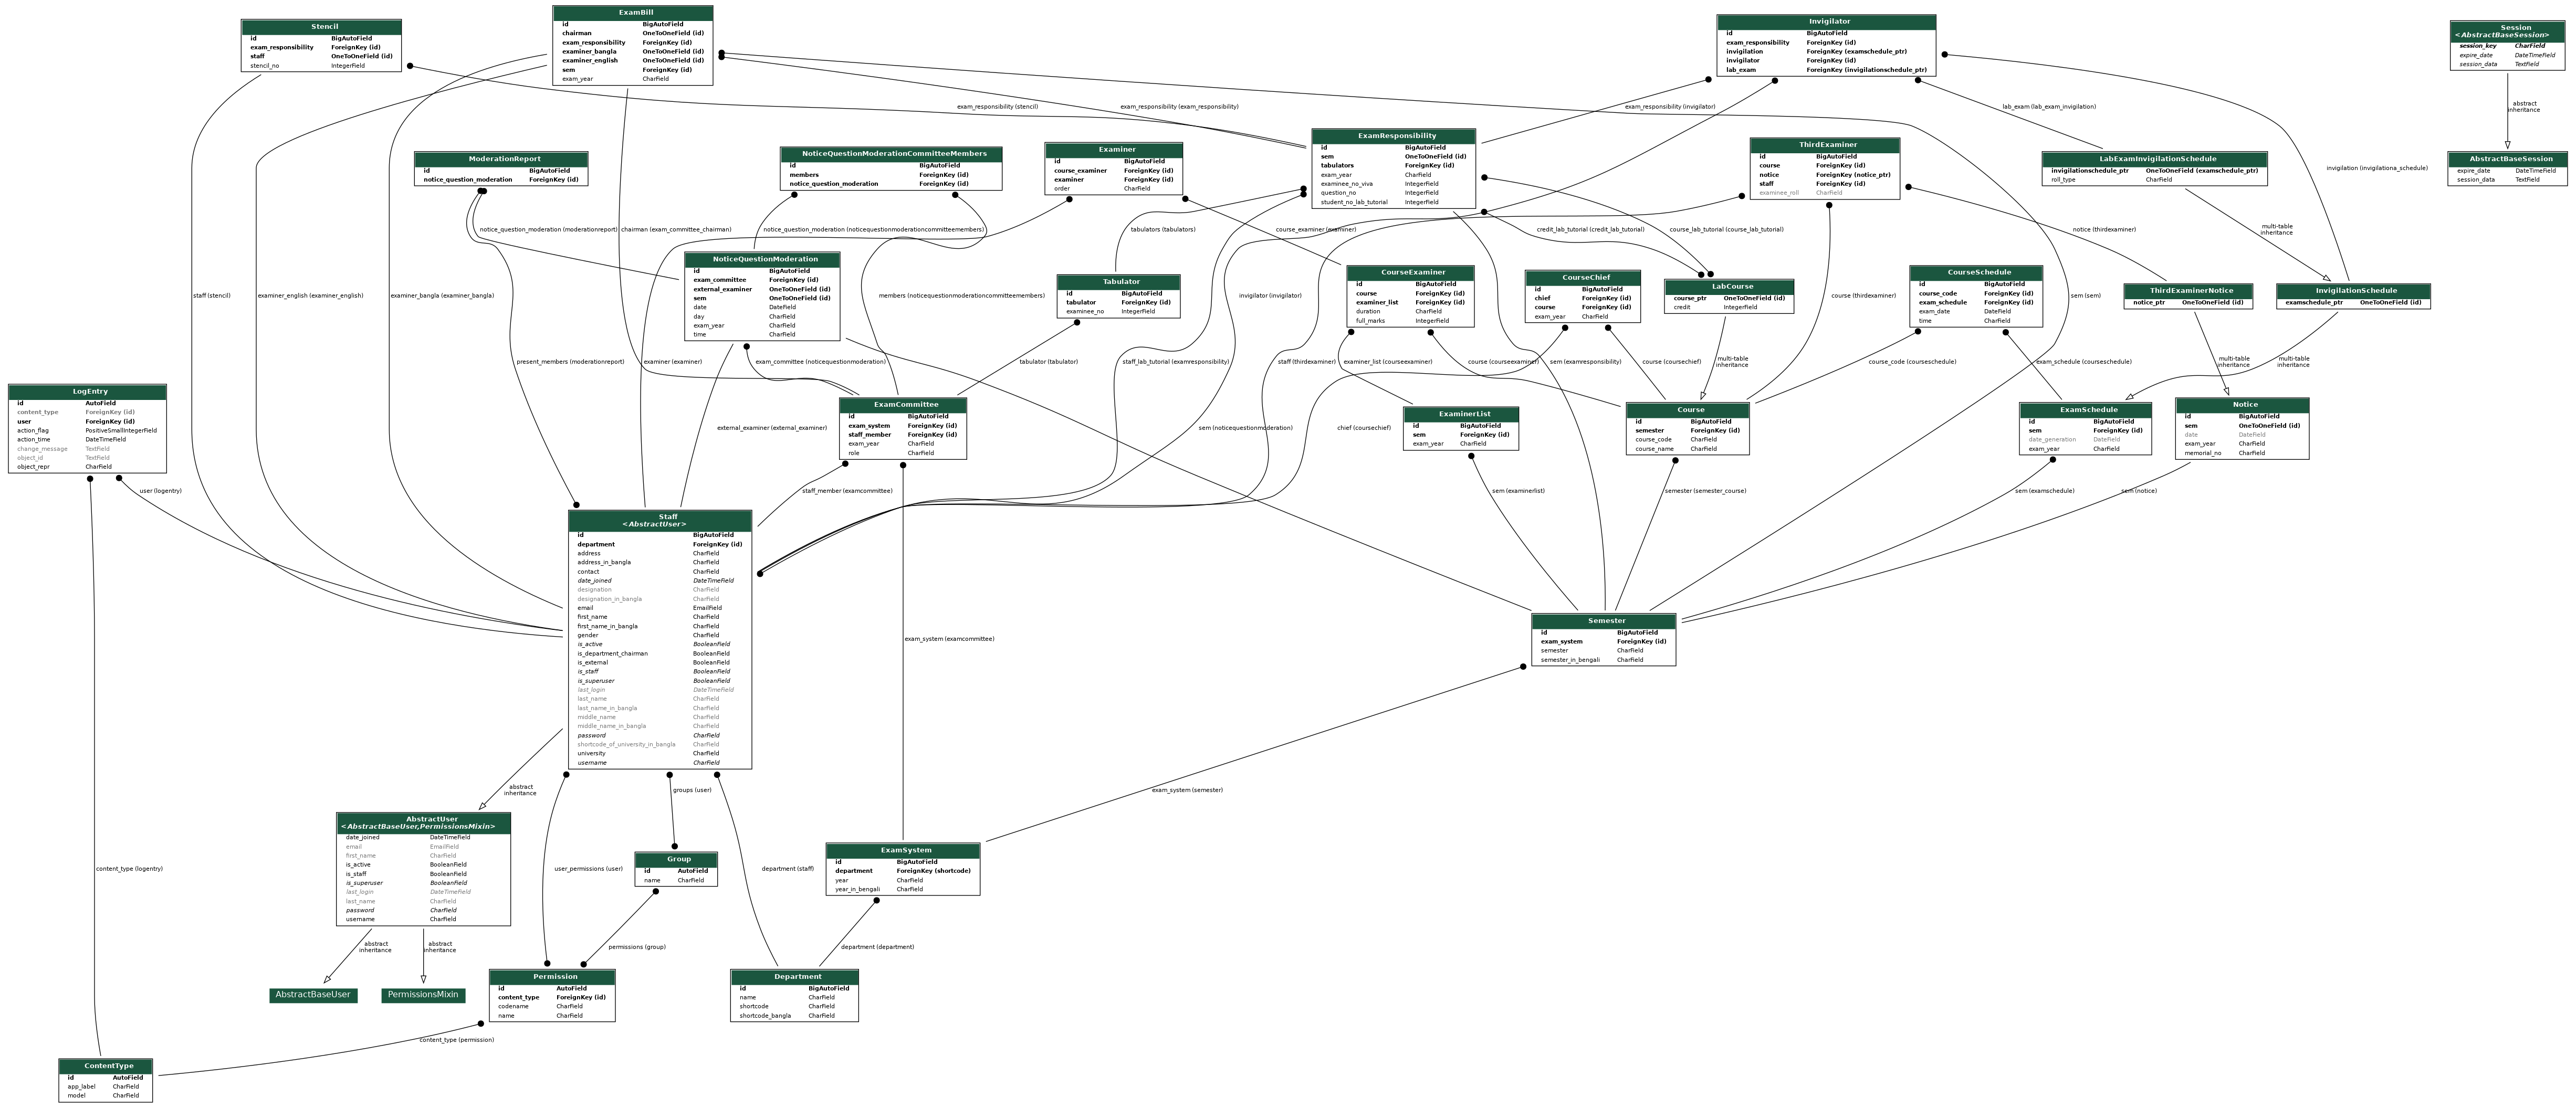 Stencil
id BigAutoField
exam_responsibility ForeignKey (id)
staff OneToOneField (id)
stencil_no IntegerField
ExamBill
id BigAutoField
chairman OneToOneField (id)
exam_responsibility ForeignKey (id)
examiner_bangla OneToOneField (id)
examiner_english OneToOneField (id)
sem ForeignKey (id)
exam_year CharField
Invigilator
id BigAutoField
exam_responsibility ForeignKey (id)
invigilation ForeignKey (examschedule_ptr)
invigilator ForeignKey (id)
lab_exam ForeignKey (invigilationschedule_ptr)
Session
<AbstractBaseSession>
session_key CharField
expire_date DateTimeField
session_data TextField
exam_responsibility (stencil)
exam_responsibility (exam_responsibility)
exam_responsibility (invigilator)
lab_exam (lab_exam_invigilation)
abstract
inheritance
ModerationReport
id BigAutoField
notice_question_moderation ForeignKey (id)
NoticeQuestionModerationCommitteeMembers
id BigAutoField
members ForeignKey (id)
notice_question_moderation ForeignKey (id)
Examiner
id BigAutoField
course_examiner ForeignKey (id)
examiner ForeignKey (id)
order CharField
ExamResponsibility
id BigAutoField
sem OneToOneField (id)
tabulators ForeignKey (id)
exam_year CharField
examinee_no_viva IntegerField
question_no IntegerField
student_no_lab_tutorial IntegerField
ThirdExaminer
id BigAutoField
course ForeignKey (id)
notice ForeignKey (notice_ptr)
staff ForeignKey (id)
examinee_roll CharField
LabExamInvigilationSchedule
invigilationschedule_ptr OneToOneField (examschedule_ptr)
roll_type CharField
invigilation (invigilationa_schedule)
AbstractBaseSession
expire_date DateTimeField
session_data TextField
notice_question_moderation (moderationreport)
chairman (exam_committee_chairman)
notice_question_moderation (noticequestionmoderationcommitteemembers)
tabulators (tabulators)
course_examiner (examiner)
credit_lab_tutorial (credit_lab_tutorial)
course_lab_tutorial (course_lab_tutorial)
notice (thirdexaminer)
multi-table
inheritance
staff (stencil)
examiner_english (examiner_english)
examiner_bangla (examiner_bangla)
NoticeQuestionModeration
id BigAutoField
exam_committee ForeignKey (id)
external_examiner OneToOneField (id)
sem OneToOneField (id)
date DateField
day CharField
exam_year CharField
time CharField
members (noticequestionmoderationcommitteemembers)
Tabulator
id BigAutoField
tabulator ForeignKey (id)
examinee_no IntegerField
invigilator (invigilator)
CourseExaminer
id BigAutoField
course ForeignKey (id)
examiner_list ForeignKey (id)
duration CharField
full_marks IntegerField
CourseChief
id BigAutoField
chief ForeignKey (id)
course ForeignKey (id)
exam_year CharField
LabCourse
course_ptr OneToOneField (id)
credit IntegerField
course (thirdexaminer)
CourseSchedule
id BigAutoField
course_code ForeignKey (id)
exam_schedule ForeignKey (id)
exam_date DateField
time CharField
sem (sem)
ThirdExaminerNotice
notice_ptr OneToOneField (id)
InvigilationSchedule
examschedule_ptr OneToOneField (id)
present_members (moderationreport)
examiner (examiner)
exam_committee (noticequestionmoderation)
tabulator (tabulator)
staff_lab_tutorial (examresponsibility)
staff (thirdexaminer)
examiner_list (courseexaminer)
course (courseexaminer)
sem (examresponsibility)
course (coursechief)
multi-table
inheritance
course_code (courseschedule)
exam_schedule (courseschedule)
multi-table
inheritance
multi-table
inheritance
LogEntry
id AutoField
content_type ForeignKey (id)
user ForeignKey (id)
action_flag PositiveSmallIntegerField
action_time DateTimeField
change_message TextField
object_id TextField
object_repr CharField
external_examiner (external_examiner)
ExamCommittee
id BigAutoField
exam_system ForeignKey (id)
staff_member ForeignKey (id)
exam_year CharField
role CharField
sem (noticequestionmoderation)
chief (coursechief)
ExaminerList
id BigAutoField
sem ForeignKey (id)
exam_year CharField
Course
id BigAutoField
semester ForeignKey (id)
course_code CharField
course_name CharField
ExamSchedule
id BigAutoField
sem ForeignKey (id)
date_generation DateField
exam_year CharField
Notice
id BigAutoField
sem OneToOneField (id)
date DateField
exam_year CharField
memorial_no CharField
user (logentry)
staff_member (examcommittee)
sem (examinerlist)
semester (semester_course)
sem (examschedule)
sem (notice)
Staff
<AbstractUser>
id BigAutoField
department ForeignKey (id)
address CharField
address_in_bangla CharField
contact CharField
date_joined DateTimeField
designation CharField
designation_in_bangla CharField
email EmailField
first_name CharField
first_name_in_bangla CharField
gender CharField
is_active BooleanField
is_department_chairman BooleanField
is_external BooleanField
is_staff BooleanField
is_superuser BooleanField
last_login DateTimeField
last_name CharField
last_name_in_bangla CharField
middle_name CharField
middle_name_in_bangla CharField
password CharField
shortcode_of_university_in_bangla CharField
university CharField
username CharField
exam_system (examcommittee)
Semester
id BigAutoField
exam_system ForeignKey (id)
semester CharField
semester_in_bengali CharField
abstract
inheritance
groups (user)
exam_system (semester)
AbstractUser
<AbstractBaseUser,PermissionsMixin>
date_joined DateTimeField
email EmailField
first_name CharField
is_active BooleanField
is_staff BooleanField
is_superuser BooleanField
last_login DateTimeField
last_name CharField
password CharField
username CharField
content_type (logentry)
user_permissions (user)
Group
id AutoField
name CharField
department (staff)
ExamSystem
id BigAutoField
department ForeignKey (shortcode)
year CharField
year_in_bengali CharField
abstract
inheritance
abstract
inheritance
permissions (group)
department (department)
AbstractBaseUser
PermissionsMixin
Permission
id AutoField
content_type ForeignKey (id)
codename CharField
name CharField
Department
id BigAutoField
name CharField
shortcode CharField
shortcode_bangla CharField
content_type (permission)
ContentType
id AutoField
app_label CharField
model CharField